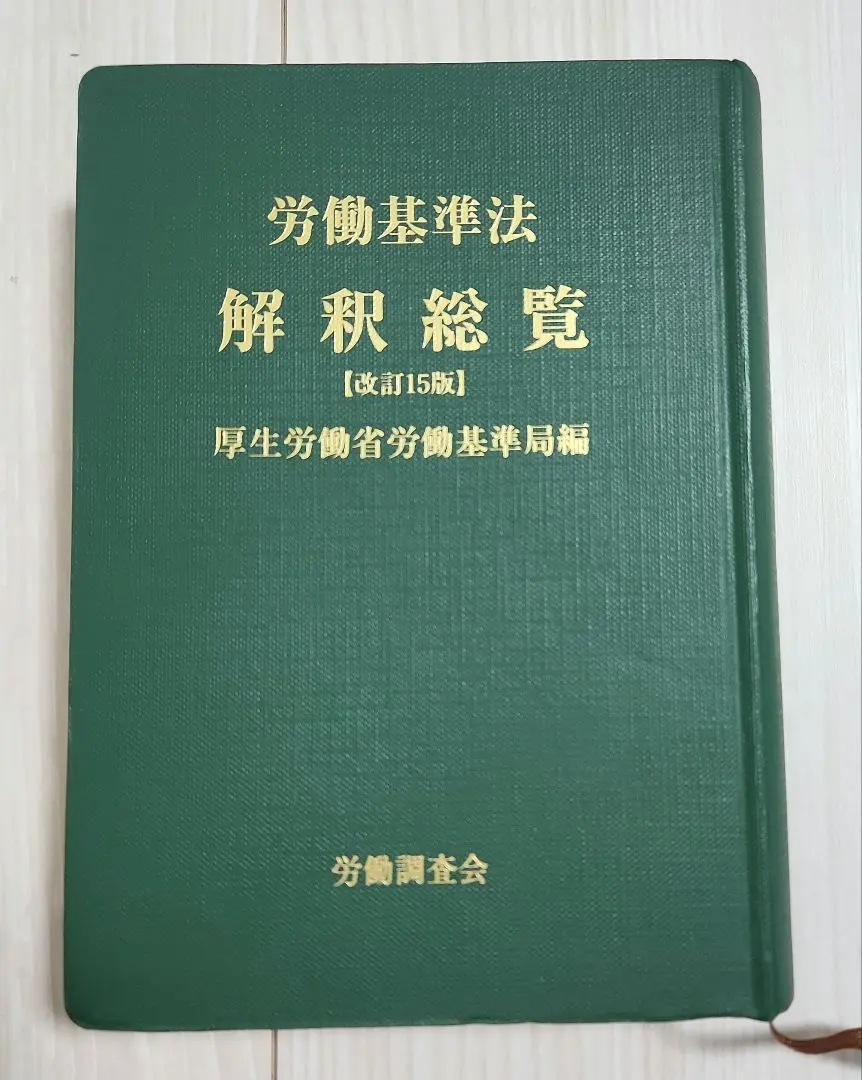 労働基準法
解釈総覧
【改訂15版】
厚生労働省労働基準局編
労働調査会